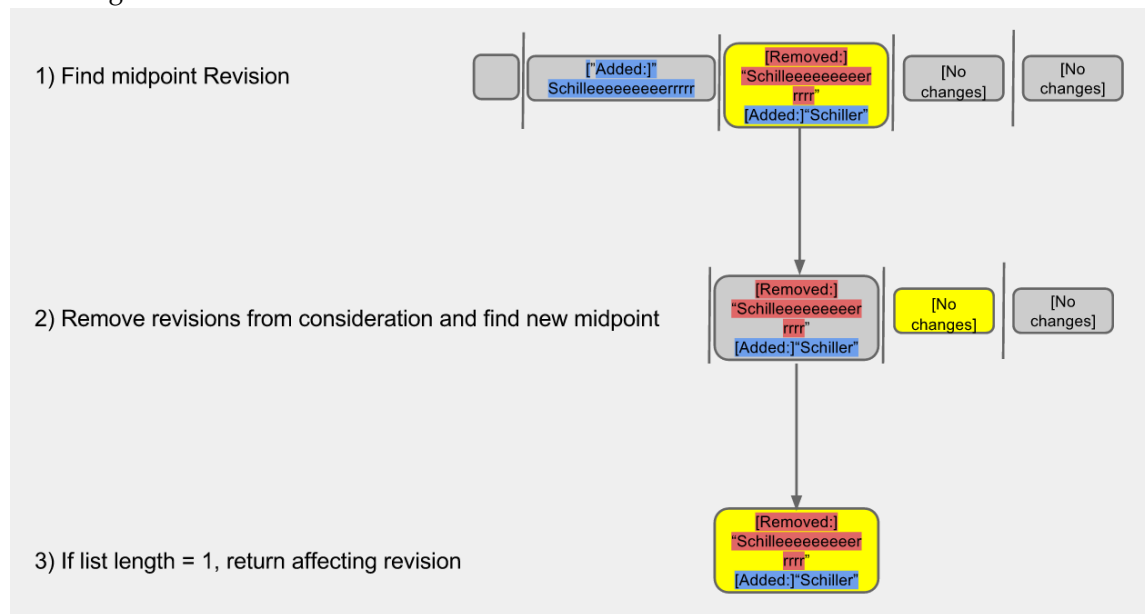 1) Find midpoint Revision
["Added:]"
Schilleeeeeeeeerrrrr
[Removed:]
“Schilleeeeeeeeer
rrrr”
[Added:]“Schiller”
[No
changes]
[No
changes]
2) Remove revisions from consideration and find new midpoint
[Removed:]
“Schilleeeeeeeeer
rrrr”
[Added:]“Schiller”
[No
changes]
[No
changes]
3) If list length = 1, return affecting revision
[Removed:]
“Schilleeeeeeeeer
rrrr”
[Added:]“Schiller”